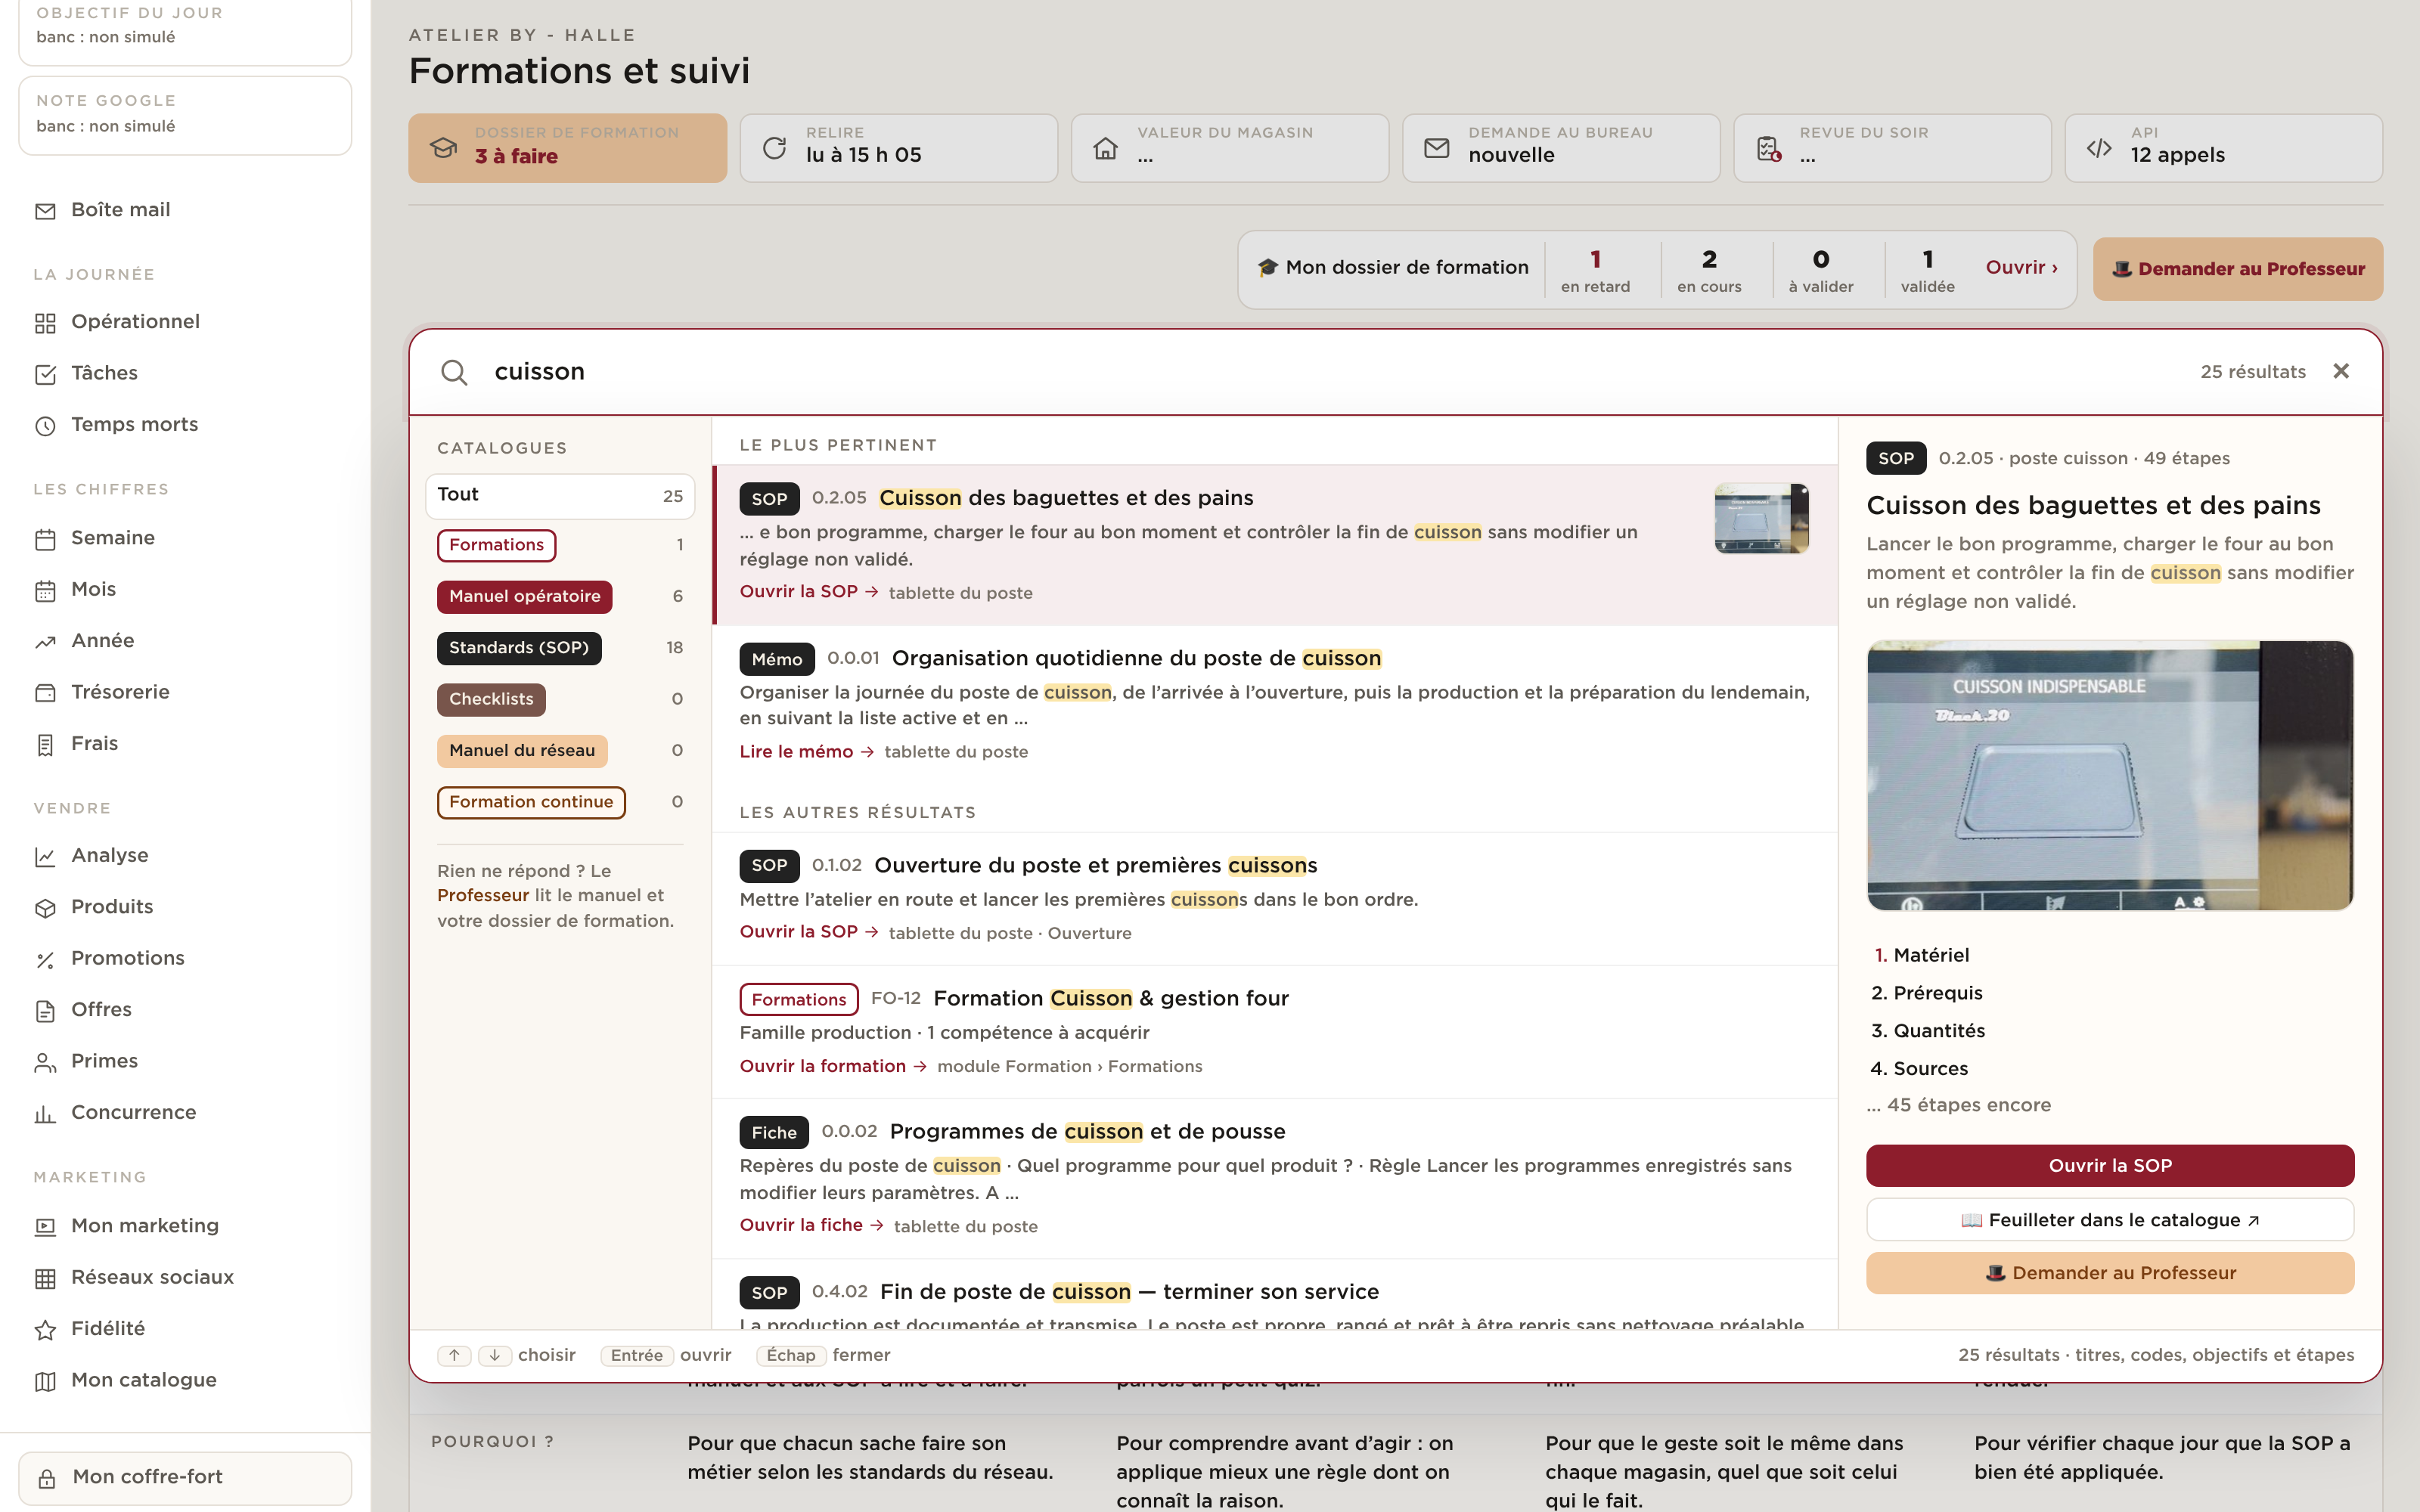 OBJECTIF DU JOUR
banc : non simulé
NOTE GOOGLE
banc : non simulé
Boîte mail
LA JOURNÉE
Opérationnel
Tâches
Temps morts
LES CHIFFRES
Semaine
Mois
Année
Trésorerie
Frais
VENDRE
Analyse
Produits
Promotions
Offres
Primes
Concurrence
MARKETING
Mon marketing
Réseaux sociaux
Fidélité
Mon catalogue
Mon coffre-fort
ATELIER BY - HALLE
Formations et suivi
DOSSIER DE FORMATION
3 à faire
RELIRE
lu à 15 h 05
VALEUR DU MAGASIN
...
DEMANDE AU BUREAU
nouvelle
REVUE DU SOIR
...
API
12 appels
🎓 Mon dossier de formation
1
en retard
2
en cours
0
à valider
1
validée
Ouvrir ›
🎩 Demander au Professeur
cuisson
25 résultats ✕
CATALOGUES
Tout 25
Formations 1
Manuel opératoire 6
Standards (SOP) 18
Checklists 0
Manuel du réseau 0
Formation continue 0
Rien ne répond ? Le
Professeur lit le manuel et
votre dossier de formation.
LE PLUS PERTINENT
SOP 0.2.05 Cuisson des baguettes et des pains
... e bon programme, charger le four au bon moment et contrôler la fin de cuisson sans modifier un
réglage non validé.
Ouvrir la SOP → tablette du poste
Mémo 0.0.01 Organisation quotidienne du poste de cuisson
Organiser la journée du poste de cuisson, de l’arrivée à l’ouverture, puis la production et la préparation du lendemain,
en suivant la liste active et en ...
Lire le mémo → tablette du poste
LES AUTRES RÉSULTATS
SOP 0.1.02 Ouverture du poste et premières cuissons
Mettre l’atelier en route et lancer les premières cuissons dans le bon ordre.
Ouvrir la SOP → tablette du poste · Ouverture
Formations FO-12 Formation Cuisson & gestion four
Famille production · 1 compétence à acquérir
Ouvrir la formation → module Formation › Formations
Fiche 0.0.02 Programmes de cuisson et de pousse
Repères du poste de cuisson · Quel programme pour quel produit ? · Règle Lancer les programmes enregistrés sans
modifier leurs paramètres. A ...
Ouvrir la fiche → tablette du poste
SOP 0.4.02 Fin de poste de cuisson — terminer son service
La production est documentée et transmise. Le poste est propre, rangé et prêt à être repris sans nettoyage préalable.
SOP 0.2.05 · poste cuisson · 49 étapes
Cuisson des baguettes et des pains
Lancer le bon programme, charger le four au bon
moment et contrôler la fin de cuisson sans modifier
un réglage non validé.
CUISSON INDISPENSABLE
Black.20
1. Matériel
2. Prérequis
3. Quantités
4. Sources
... 45 étapes encore
Ouvrir la SOP
📖 Feuilleter dans le catalogue ↗
🎩 Demander au Professeur
↑ ↓ choisir Entrée ouvrir Échap fermer
25 résultats · titres, codes, objectifs et étapes
POURQUOI ?
Pour que chacun sache faire son
métier selon les standards du réseau.
Pour comprendre avant d’agir : on
applique mieux une règle dont on
connaît la raison.
Pour que le geste soit le même dans
chaque magasin, quel que soit celui
qui le fait.
Pour vérifier chaque jour que la SOP a
bien été appliquée.